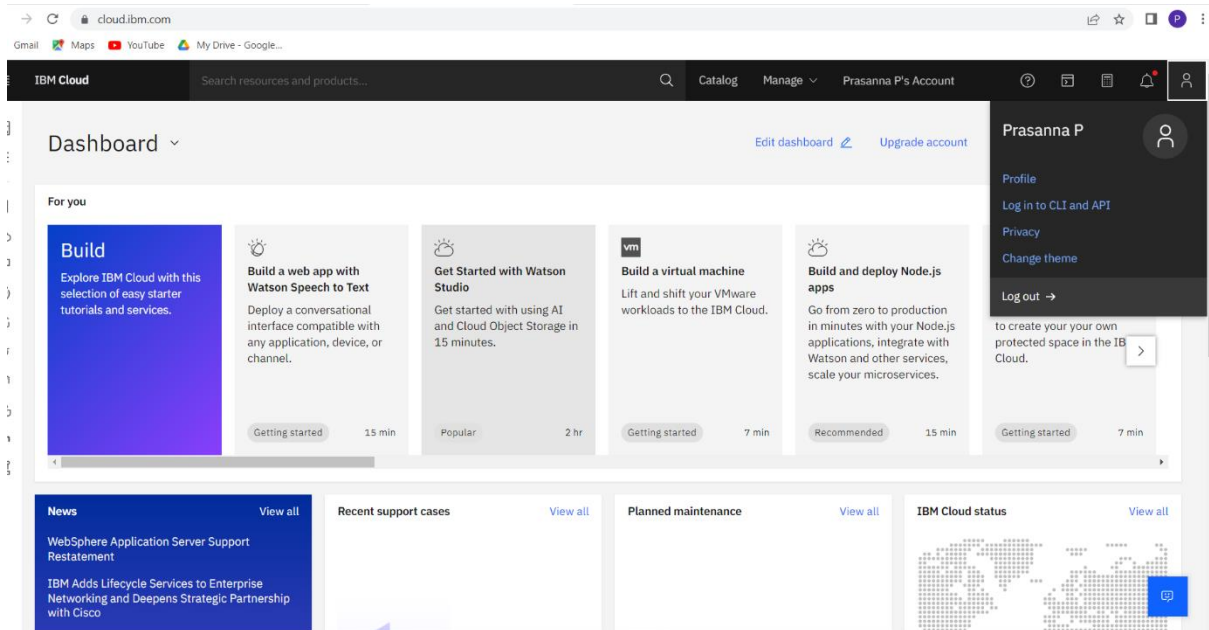 cloud.ibm.com
P
Gmail Maps YouTube My Drive - Google...
IBM Cloud
Search resources and products...
Catalog
Manage
Prasanna P's Account
Dashboard
Edit dashboard
Upgrade account
Prasanna P
Profile
Log in to CLI and API
Privacy
Change theme
Log out →
For you
Build
Explore IBM Cloud with this
selection of easy starter
tutorials and services.
Build a web app with
Watson Speech to Text
Deploy a conversational
interface compatible with
any application, device, or
channel.
Getting started 15 min
Get Started with Watson
Studio
Get started with using AI
and Cloud Object Storage in
15 minutes.
Popular 2 hr
vm
Build a virtual machine
Lift and shift your VMware
workloads to the IBM Cloud.
Getting started 7 min
Build and deploy Node.js
apps
Go from zero to production
in minutes with your Node.js
applications, integrate with
Watson and other services,
scale your microservices.
Recommended 15 min
to create your your own
protected space in the IB
Cloud.
Getting started 7 min
News View all
WebSphere Application Server Support
Restatement
IBM Adds Lifecycle Services to Enterprise
Networking and Deepens Strategic Partnership
with Cisco
Recent support cases View all
Planned maintenance View all
IBM Cloud status View all